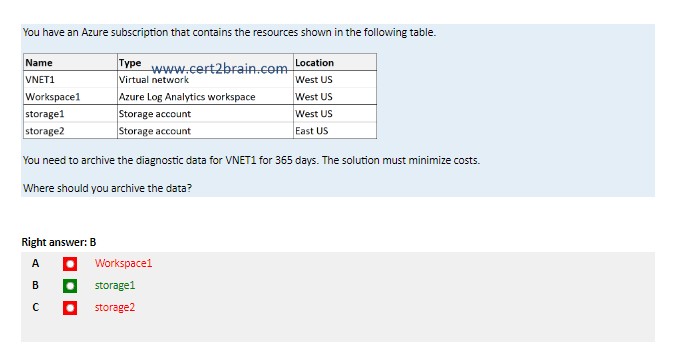 You have an Azure subscription that contains the resources shown in the following table.
Name Type Location
www.cert2brain.com
VNET1 Virtual network West US
Workspace1 Azure Log Analytics workspace West US
storage1 Storage account West US
storage2 Storage account East US
You need to archive the diagnostic data for VNET1 for 365 days. The solution must minimize costs.
Where should you archive the data?
Right answer: B
A Workspace1
B storage1
C storage2